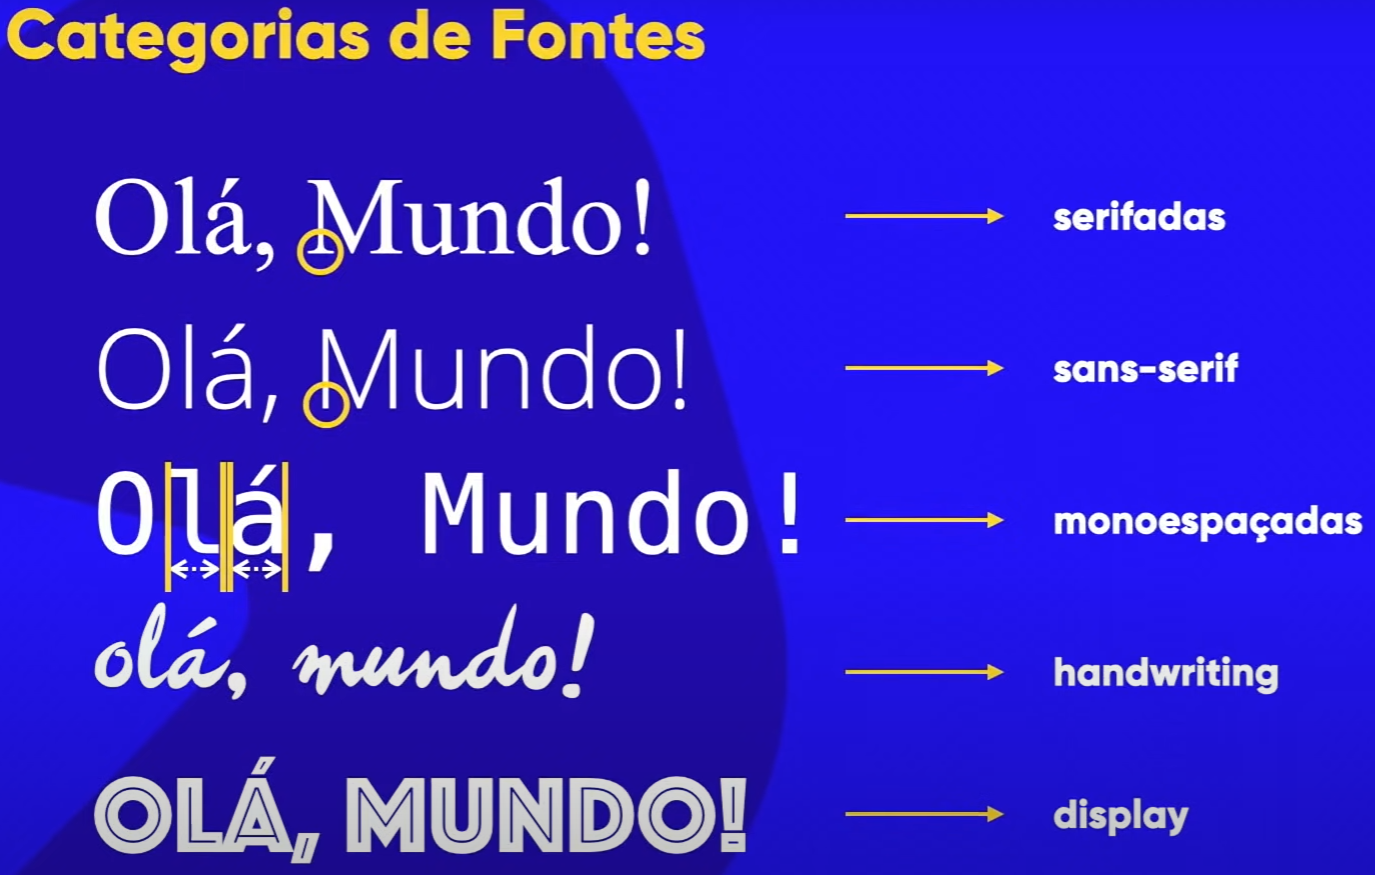 Categorias de Fontes
Olá, Mundo!
serifadas
Olá, Mundo!
sans-serif
Olá, Mundo!
monoespaçadas
olá, mundo!
handwriting
OLÁ, MUNDO!
display